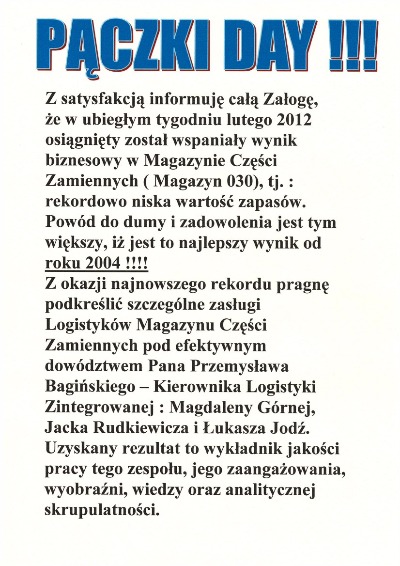 PĄCZKI DAY !!!
Z satysfakcją informuję całą Załogę,
że w ubiegłym tygodniu lutego 2012
osiągnięty został wspaniały wynik
biznesowy w Magazynie Części
Zamiennych ( Magazyn 030), tj. :
rekordowo niska wartość zapasów.
Powód do dumy i zadowolenia jest tym
większy, iż jest to najlepszy wynik od
roku 2004 !!!!
Z okazji najnowszego rekordu pragnę
podkreślić szczególne zasługi
Logistyków Magazynu Części
Zamiennych pod efektywnym
dowództwem Pana Przemysława
Bagińskiego – Kierownika Logistyki
Zintegrowanej : Magdaleny Górnej,
Jacka Rudkiewicza i Łukasza Jodź.
Uzyskany rezultat to wykładnik jakości
pracy tego zespołu, jego zaangażowania,
wyobraźni, wiedzy oraz analitycznej
skrupulatności.